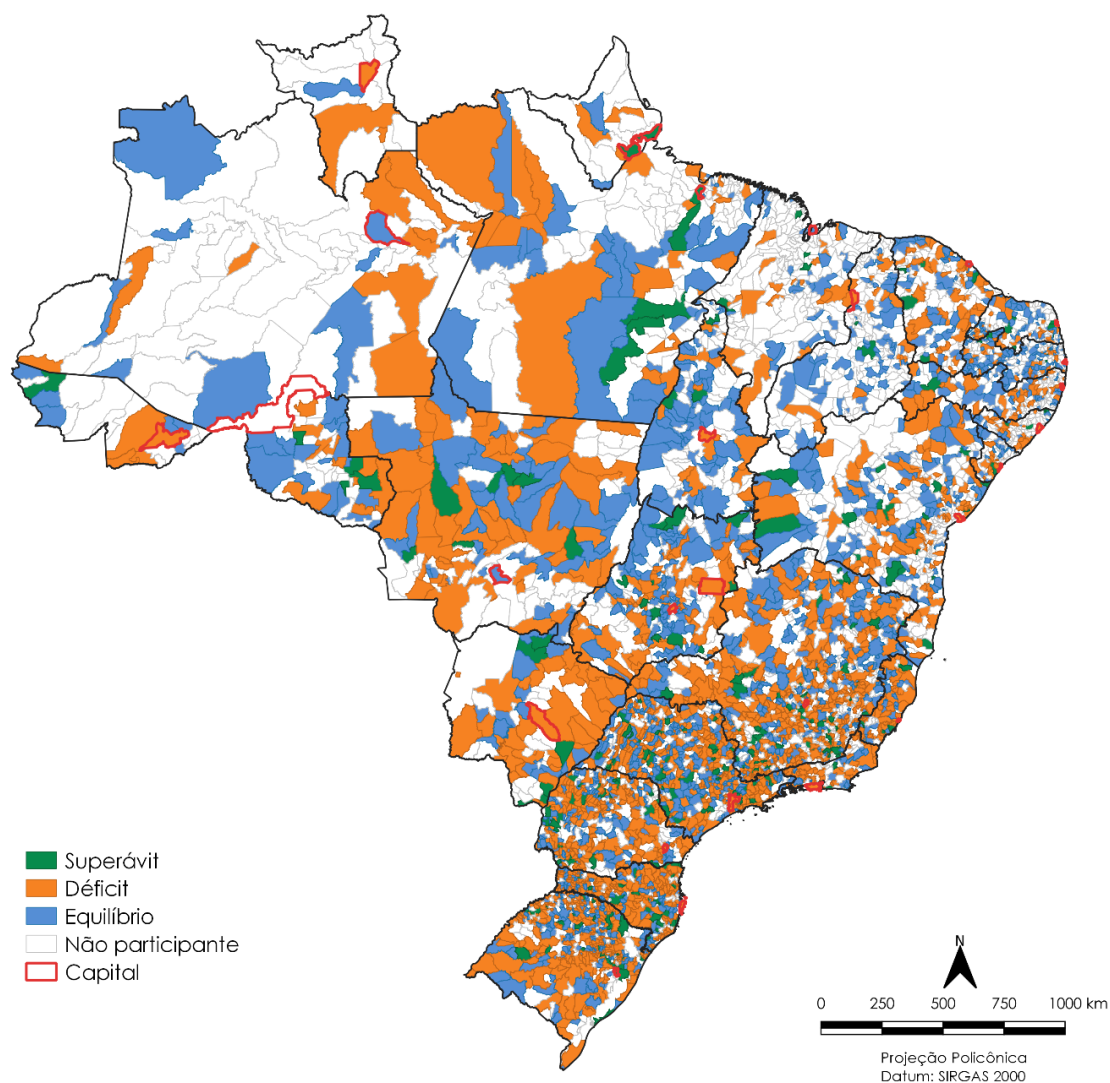 Superávit
Déficit
Equilíbrio
Não participante
Capital
N
0 250 500 750 1000 km
Projeção Policônica
Datum: SIRGAS 2000